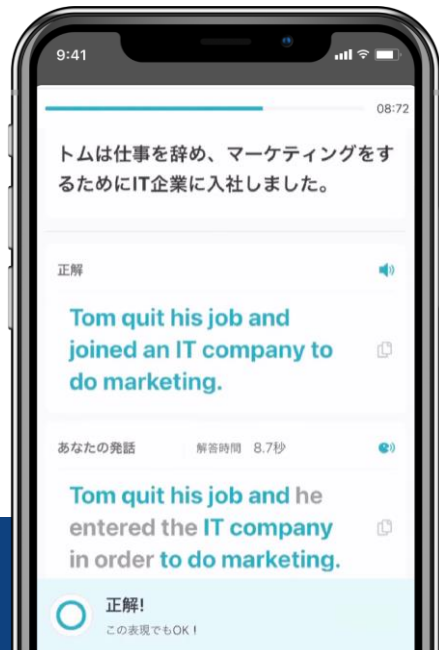 9:41
08:72
トムは仕事を辞め、マーケティングをす
るためにIT企業に入社しました。
正解
Tom quit his job and
joined an IT company to
do marketing.
あなたの発話 解答時間 8.7秒
Tom quit his job and he
entered the IT company
in order to do marketing.
正解!
この表現でもOK！